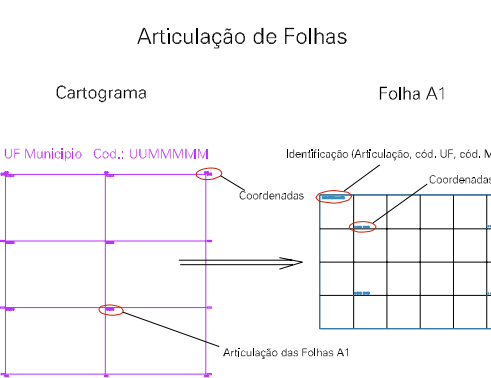 Articulação de Folhas
Cartograma
Folha A1
UF Municipio Cod.: UUMMMMM
Identificação (Articulação, cód. UF, cód. M
Coordenadas
Coordenadas
Articulação das Folhas A1